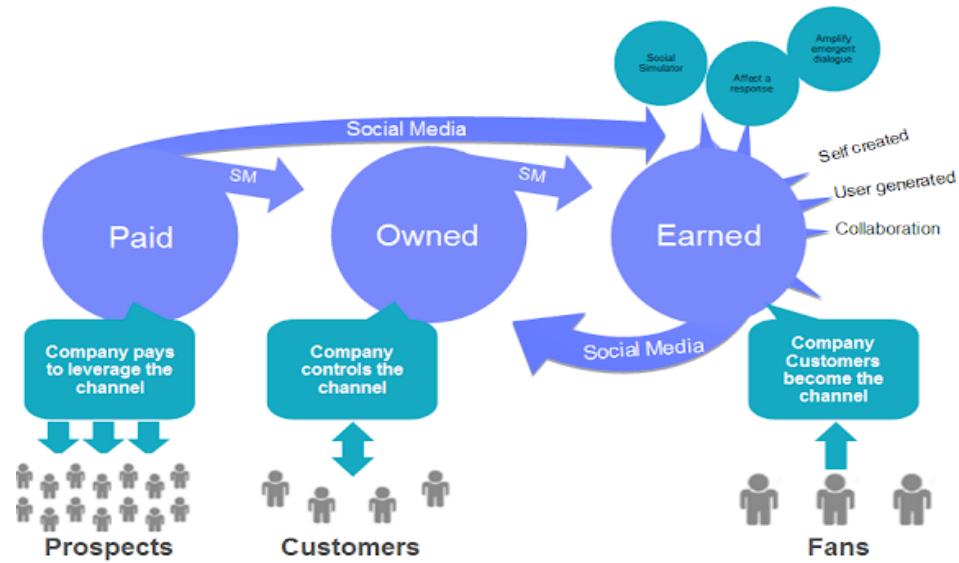 Amplify
emergent
dialogue
Social
Simulator
Affect a
response
Social Media
Self created
SM
SM
User generated
Paid
Owned
Earned
Collaboration
Social Media
Company pays
to leverage the
channel
Company
controls the
channel
Company
Customers
become the
channel
Prospects
Customers
Fans